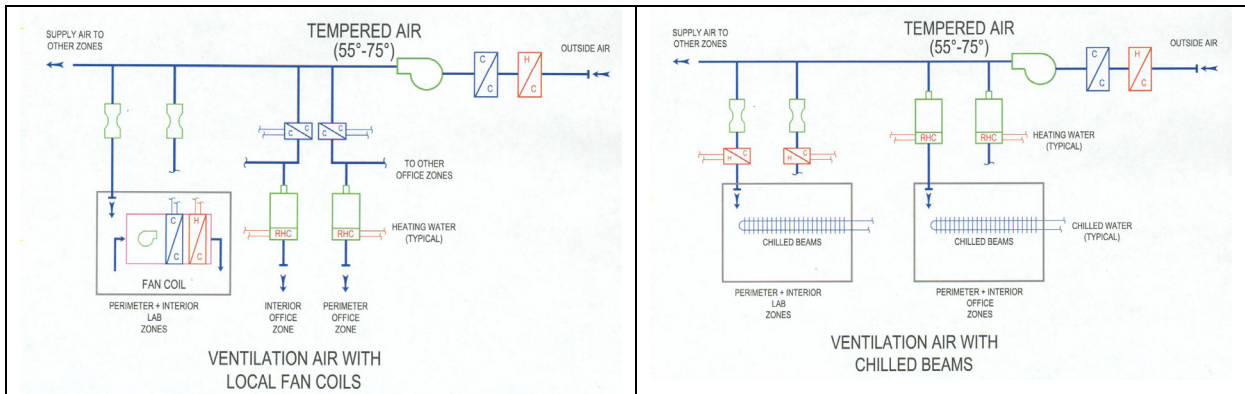 TEMPERED AIR
(55°-75°)
SUPPLY AIR TO
OTHER ZONES
OUTSIDE AIR
C
C
H
C
C
C
C
C
TO OTHER
OFFICE ZONES
HEATING WATER
(TYPICAL)
RHC
RHC
C
C
H
C
FAN COIL
PERIMETER + INTERIOR
LAB
ZONES
INTERIOR
OFFICE
ZONE
PERIMETER
OFFICE
ZONE
VENTILATION AIR WITH
LOCAL FAN COILS
TEMPERED AIR
(55°-75°)
SUPPLY AIR TO
OTHER ZONES
OUTSIDE AIR
C
C
H
C
HEATING WATER
(TYPICAL)
RHC
RHC
H
C
H
C
CHILLED BEAMS
CHILLED BEAMS
CHILLED WATER
(TYPICAL)
PERIMETER + INTERIOR
LAB
ZONES
PERIMETER + INTERIOR
OFFICE
ZONES
VENTILATION AIR WITH
CHILLED BEAMS